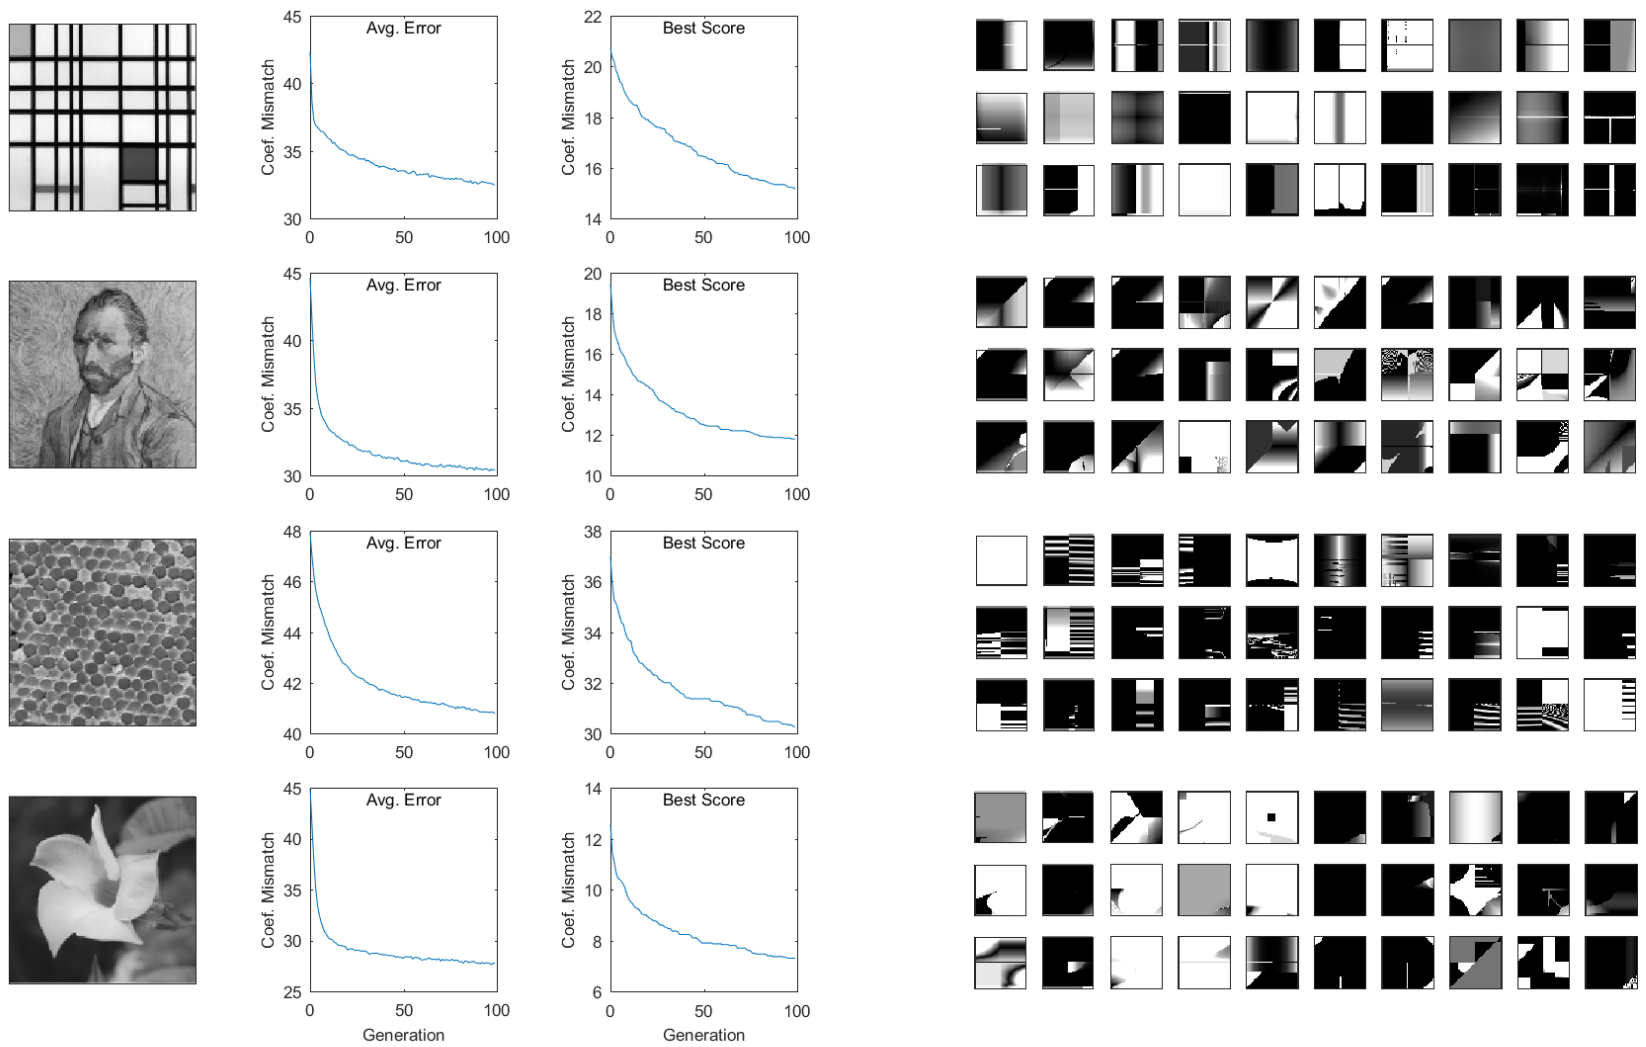 Avg. Error
Coef. Mismatch
45
40
35
30
0 50 100
Best Score
Coef. Mismatch
22
20
18
16
14
0 50 100
Avg. Error
Coef. Mismatch
45
40
35
30
0 50 100
Best Score
Coef. Mismatch
20
18
16
14
12
10
0 50 100
Avg. Error
Coef. Mismatch
48
46
44
42
40
0 50 100
Best Score
Coef. Mismatch
38
36
34
32
30
0 50 100
Avg. Error
Coef. Mismatch
45
40
35
30
25
0 50 100
Generation
Best Score
Coef. Mismatch
14
12
10
8
6
0 50 100
Generation